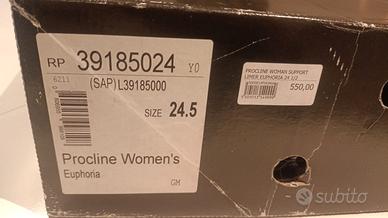 RP 39185024 Y0
6211
(SAP)L39185000
SIZE 24.5
Procline Women's
Euphoria
GM
PROCLINE WOMAN SUPPORT
LIMER EUPHORIA 24 1/2
550,00
subito